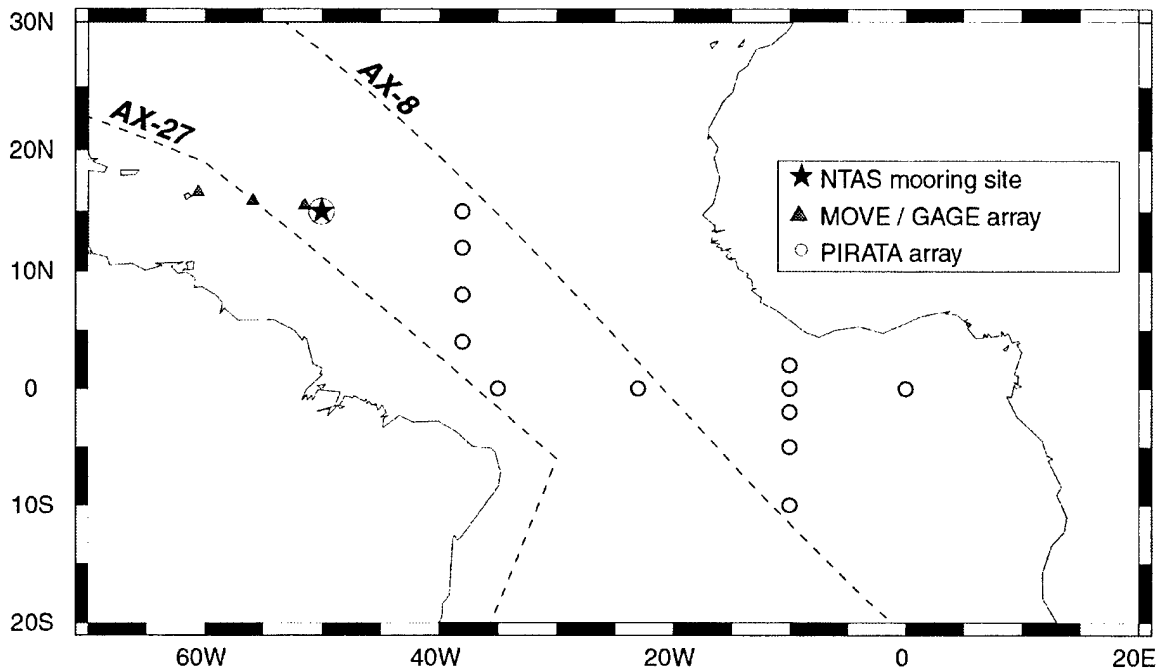 30N
AX-8
AX-27
20N
NTAS mooring site
MOVE / GAGE array
PIRATA array
10N
0
10S
20S
60W
40W
20W
0
20E